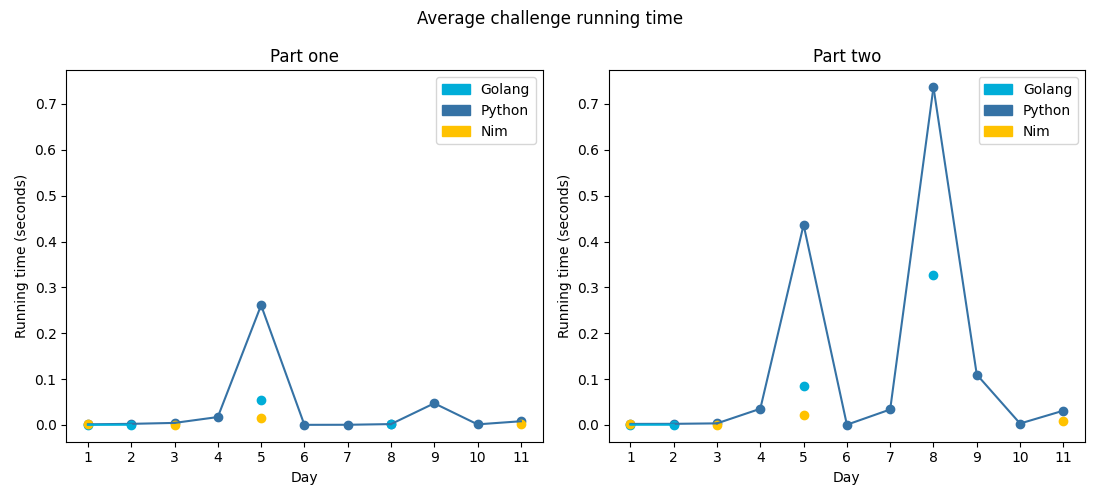 Average challenge running time
Part one
Golang
Python
Nim
0.7
0.6
0.5
0.4
0.3
0.2
0.1
0.0
Running time (seconds)
1 2 3 4 5 6 7 8 9 10 11
Day
Part two
Golang
Python
Nim
0.7
0.6
0.5
0.4
0.3
0.2
0.1
0.0
Running time (seconds)
1 2 3 4 5 6 7 8 9 10 11
Day